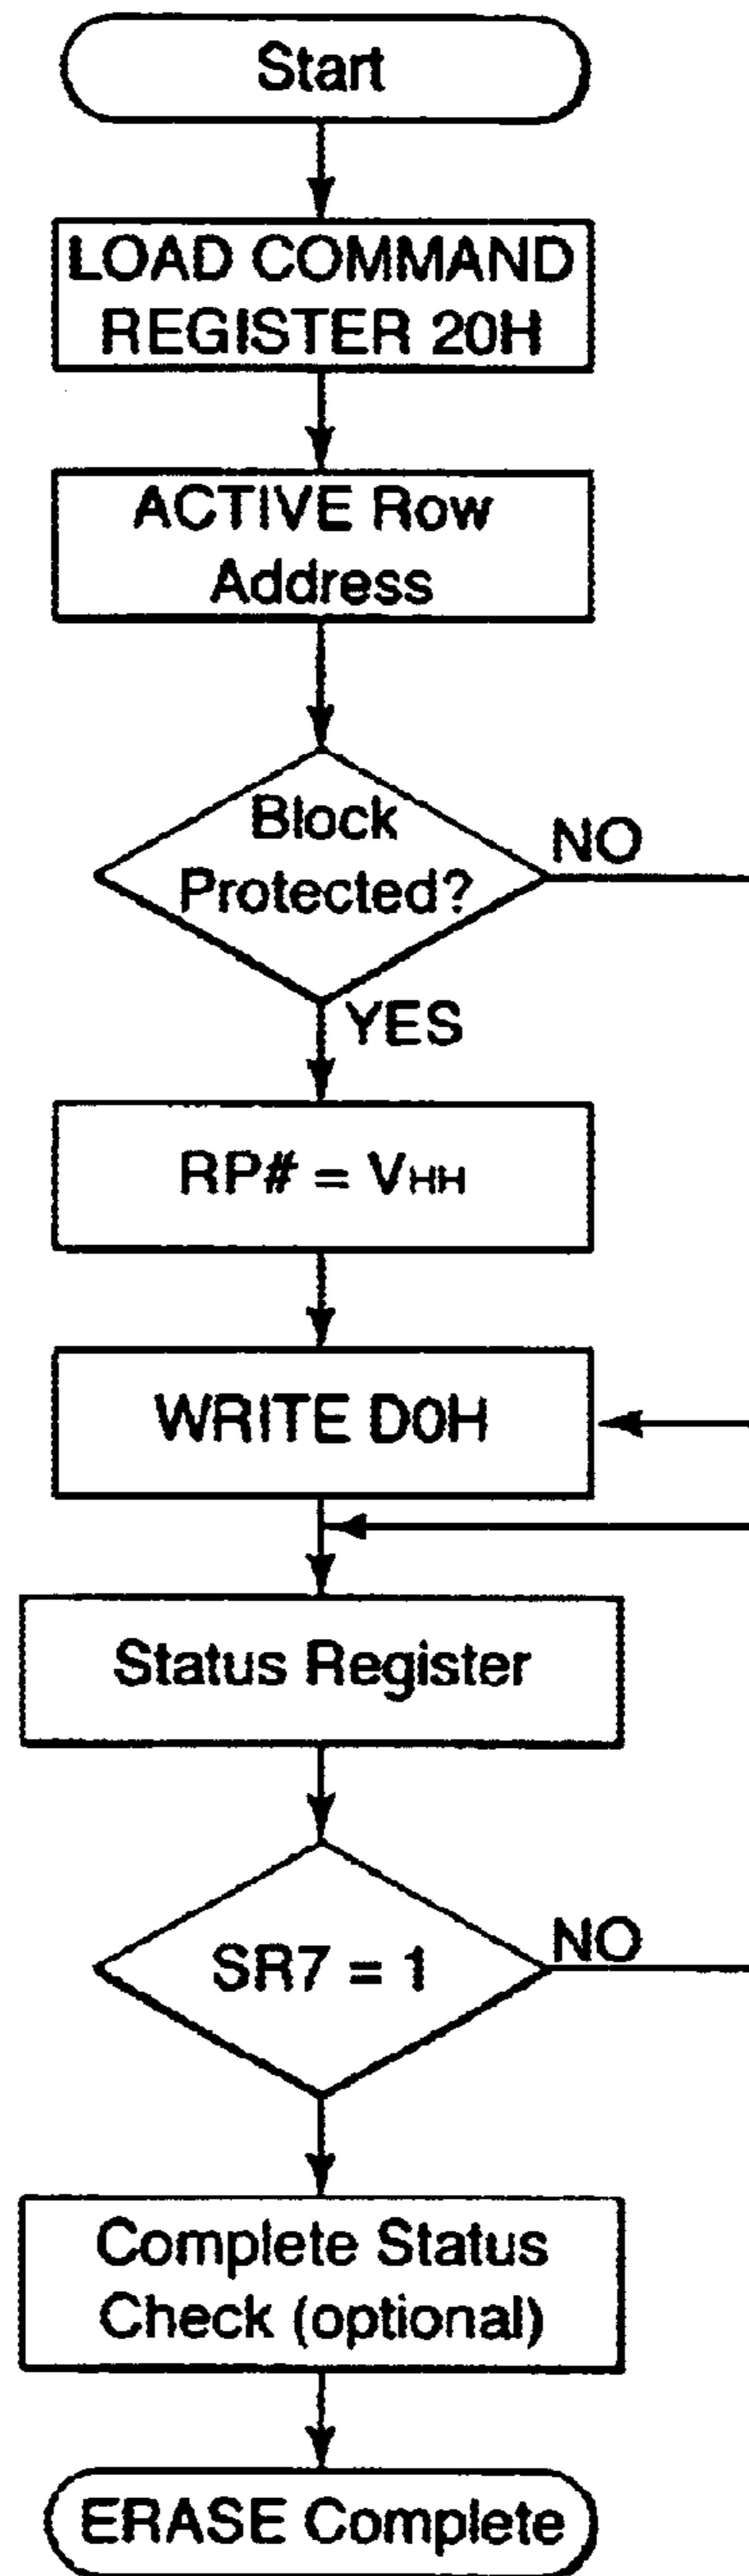 Start
LOAD COMMAND
REGISTER 20H
ACTIVE Row
Address
Block
Protected?
NO
YES
RP# = VHH
WRITE D0H
Status Register
SR7 = 1
NO
Complete Status
Check (optional)
ERASE Complete